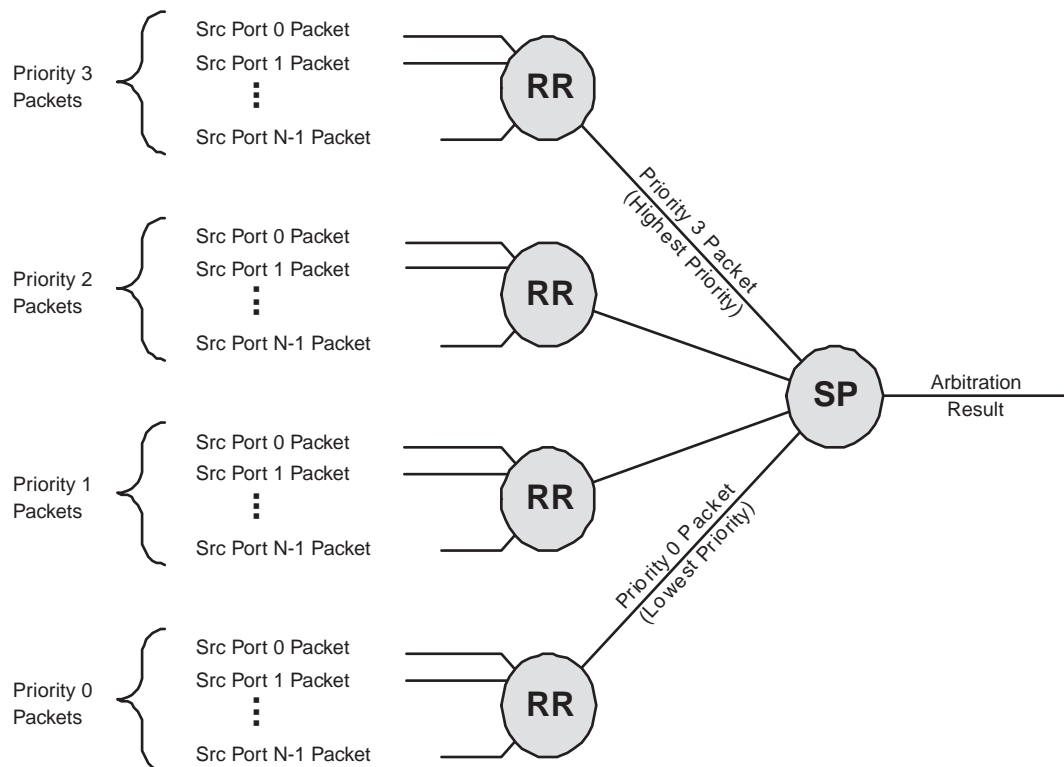 Priority 3
Packets
Src Port 0 Packet
Src Port 1 Packet
Src Port N-1 Packet
RR
Priority 3 Packet
(Highest Priority)
Priority 2
Packets
Src Port 0 Packet
Src Port 1 Packet
Src Port N-1 Packet
RR
SP
Arbitration
Result
Priority 1
Packets
Src Port 0 Packet
Src Port 1 Packet
Src Port N-1 Packet
RR
Priority 0 Packet
(Lowest Priority)
Priority 0
Packets
Src Port 0 Packet
Src Port 1 Packet
Src Port N-1 Packet
RR